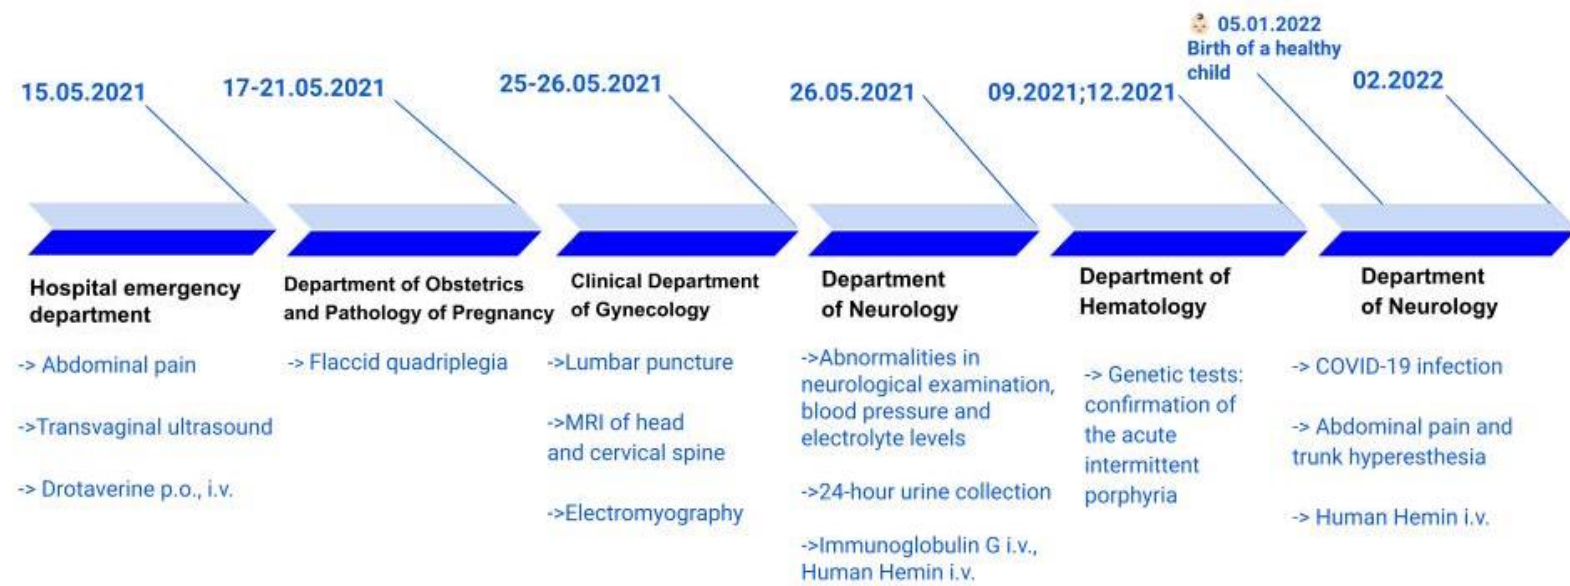 15.05.2021
Hospital emergency
department
-> Abdominal pain
->Transvaginal ultrasound
-> Drotaverine p.o., i.v.
17-21.05.2021
Department of Obstetrics
and Pathology of Pregnancy
-> Flaccid quadriplegia
25-26.05.2021
Clinical Department
of Gynecology
->Lumbar puncture
->MRI of head
and cervical spine
->Electromyography
26.05.2021
Department
of Neurology
->Abnormalities in
neurological examination,
blood pressure and
electrolyte levels
->24-hour urine collection
->Immunoglobulin G i.v.,
Human Hemin i.v.
09.2021;12.2021
Department of
Hematology
-> Genetic tests:
confirmation of
the acute
intermittent
porphyria
05.01.2022
Birth of a healthy
child
02.2022
Department
of Neurology
-> COVID-19 infection
-> Abdominal pain and
trunk hyperesthesia
-> Human Hemin i.v.